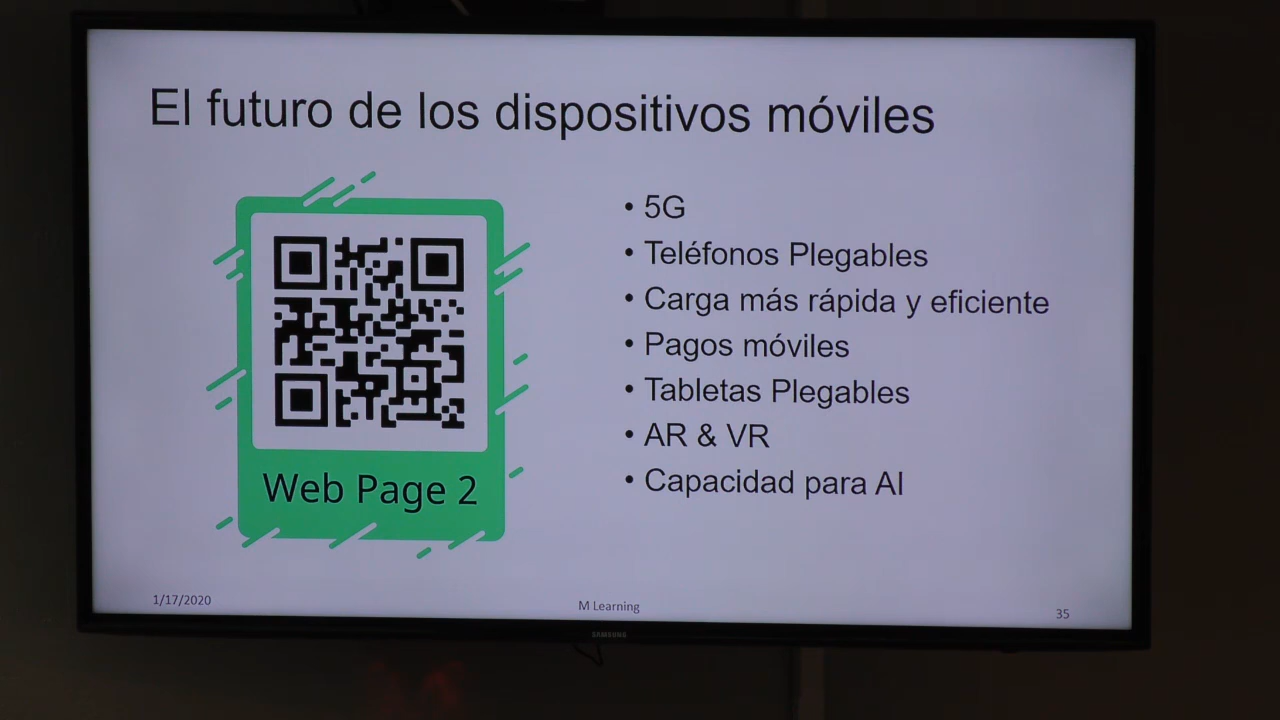 El futuro de los dispositivos móviles
• 5G
• Teléfonos Plegables
• Carga más rápida y eficiente
• Pagos móviles
• Tabletas Plegables
• AR & VR
• Capacidad para AI
Web Page 2
1/17/2020
M Learning
35
SAMSUNG